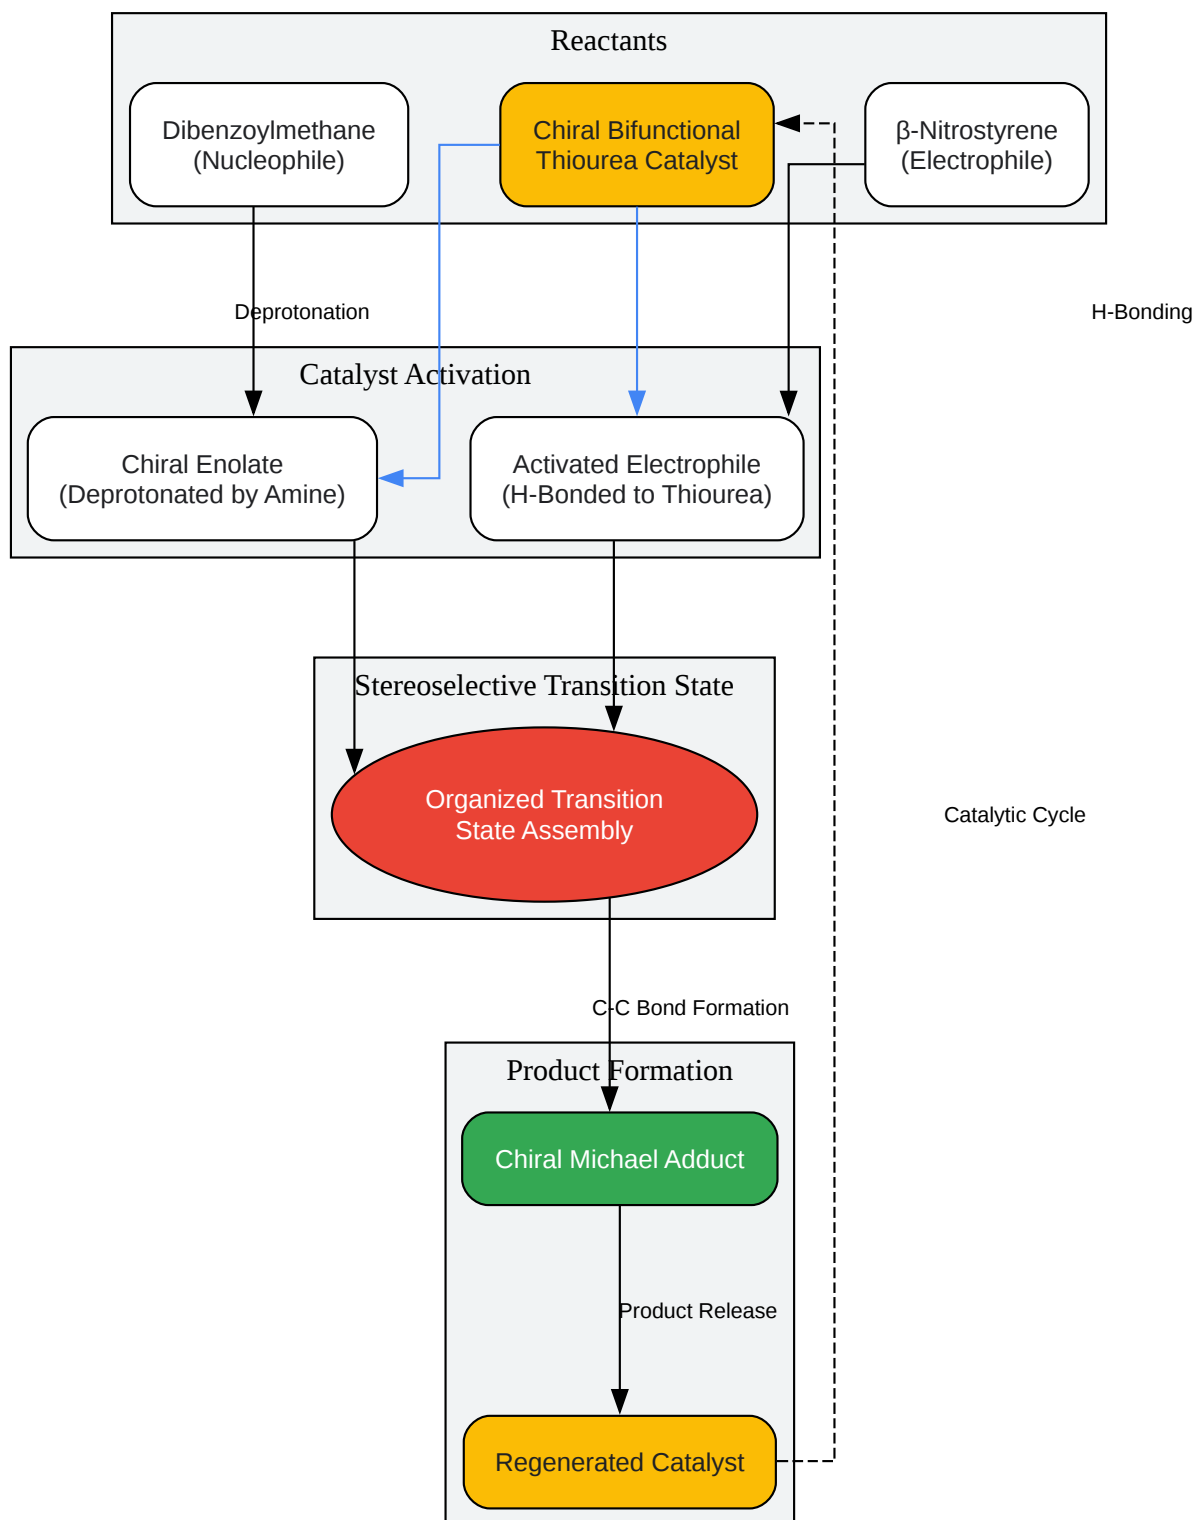 Reactants
Dibenzoylmethane
(Nucleophile)
Chiral Bifunctional
Thiourea Catalyst
β-Nitrostyrene
(Electrophile)
Deprotonation
H-Bonding
Catalyst Activation
Chiral Enolate
(Deprotonated by Amine)
Activated Electrophile
(H-Bonded to Thiourea)
Stereoselective Transition State
Organized Transition
State Assembly
Catalytic Cycle
C-C Bond Formation
Product Formation
Chiral Michael Adduct
Product Release
Regenerated Catalyst